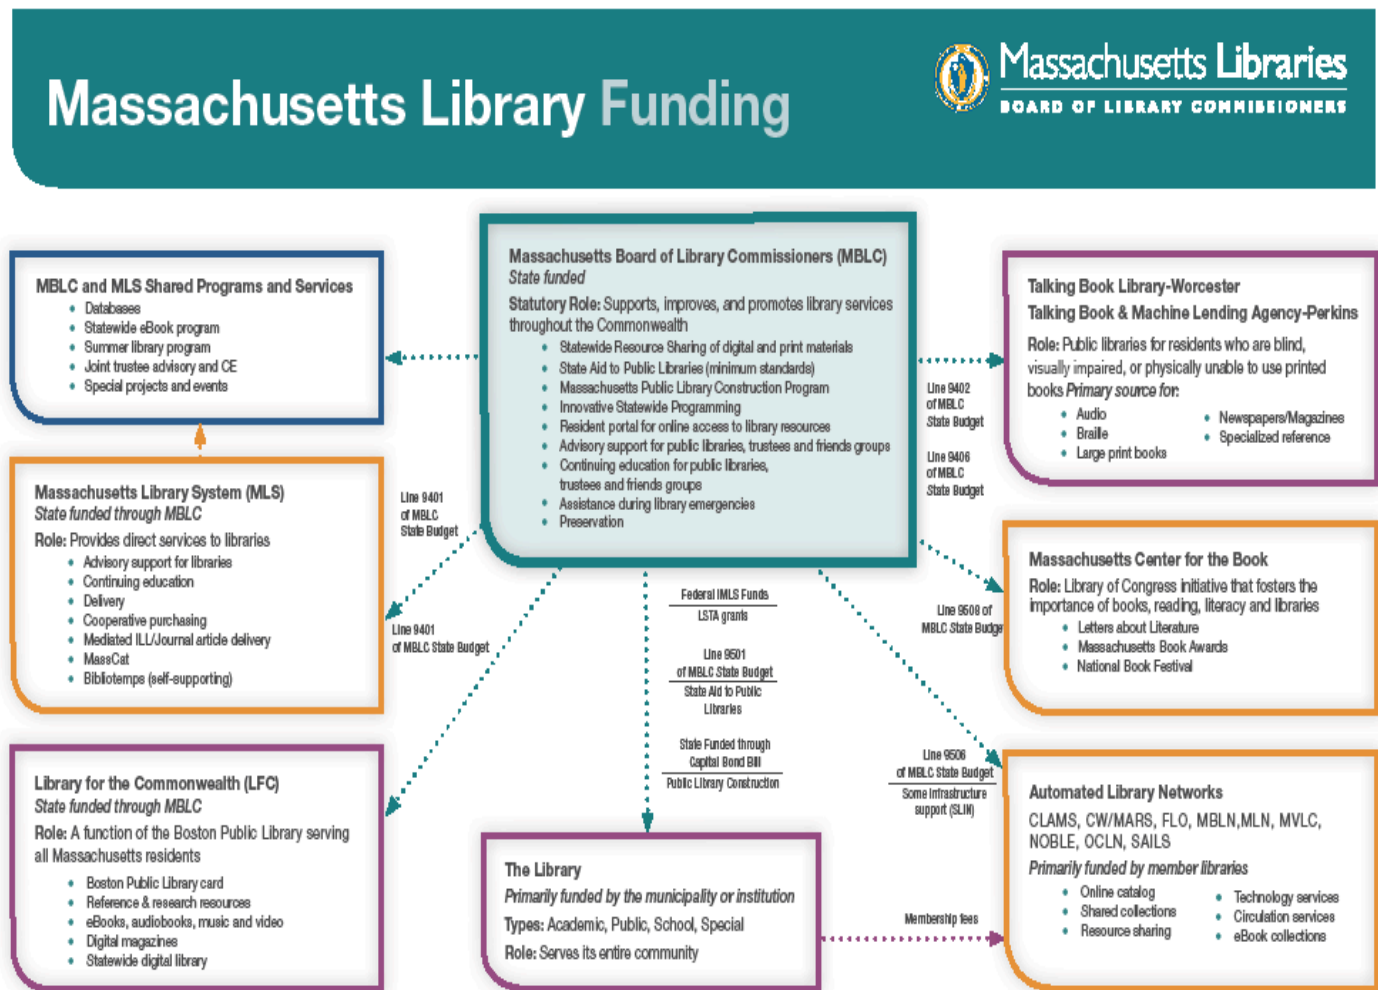 Massachusetts Library Funding
Massachusetts Libraries
BOARD OF LIBRARY COMMISSIONERS
MBLC and MLS Shared Programs and Services
• Databases
• Statewide eBook program
• Summer library program
• Joint trustee advisory and CE
• Special projects and events
Massachusetts Library System (MLS)
State funded through MBLC
Role: Provides direct services to libraries
• Advisory support for libraries
• Continuing education
• Delivery
• Cooperative purchasing
• Mediated ILL/Journal article delivery
• MassCat
• Bibliotemps (self-supporting)
Library for the Commonwealth (LFC)
State funded through MBLC
Role: A function of the Boston Public Library serving
all Massachusetts residents
• Boston Public Library card
• Reference & research resources
• eBooks, audiobooks, music and video
• Digital magazines
• Statewide digital library
Line 9401
of MBLC
State Budget
Line 9401
of MBLC State Budget
Massachusetts Board of Library Commissioners (MBLC)
State funded
Statutory Role: Supports, improves, and promotes library services
throughout the Commonwealth
• Statewide Resource Sharing of digital and print materials
• State Aid to Public Libraries (minimum standards)
• Massachusetts Public Library Construction Program
• Innovative Statewide Programming
• Resident portal for online access to library resources
• Advisory support for public libraries, trustees and friends groups
• Continuing education for public libraries,
trustees and friends groups
• Assistance during library emergencies
• Preservation
Federal IMLS Funds
LSTA grants
Line 9501
of MBLC State Budget
State Aid to Public
Libraries
State Funded through
Capital Bond Bill
Public Library Construction
The Library
Primarily funded by the municipality or institution
Types: Academic, Public, School, Special
Role: Serves its entire community
Membership fees
Line 9402
of MBLC
State Budget
Line 9406
of MBLC
State Budget
Line 9508 of
MBLC State Budget
Line 9506
of MBLC State Budget
Some Infrastructure
support (SLIN)
Talking Book Library-Worcester
Talking Book & Machine Lending Agency-Perkins
Role: Public libraries for residents who are blind,
visually impaired, or physically unable to use printed
books Primary source for:
• Audio
• Braille
• Large print books
• Newspapers/Magazines
• Specialized reference
Massachusetts Center for the Book
Role: Library of Congress initiative that fosters the
importance of books, reading, literacy and libraries
• Letters about Literature
• Massachusetts Book Awards
• National Book Festival
Automated Library Networks
CLAMS, CW/MARS, FLO, MBLN,MLN, MVLC,
NOBLE, OCLN, SAILS
Primarily funded by member libraries
• Online catalog
• Shared collections
• Resource sharing
• Technology services
• Circulation services
• eBook collections